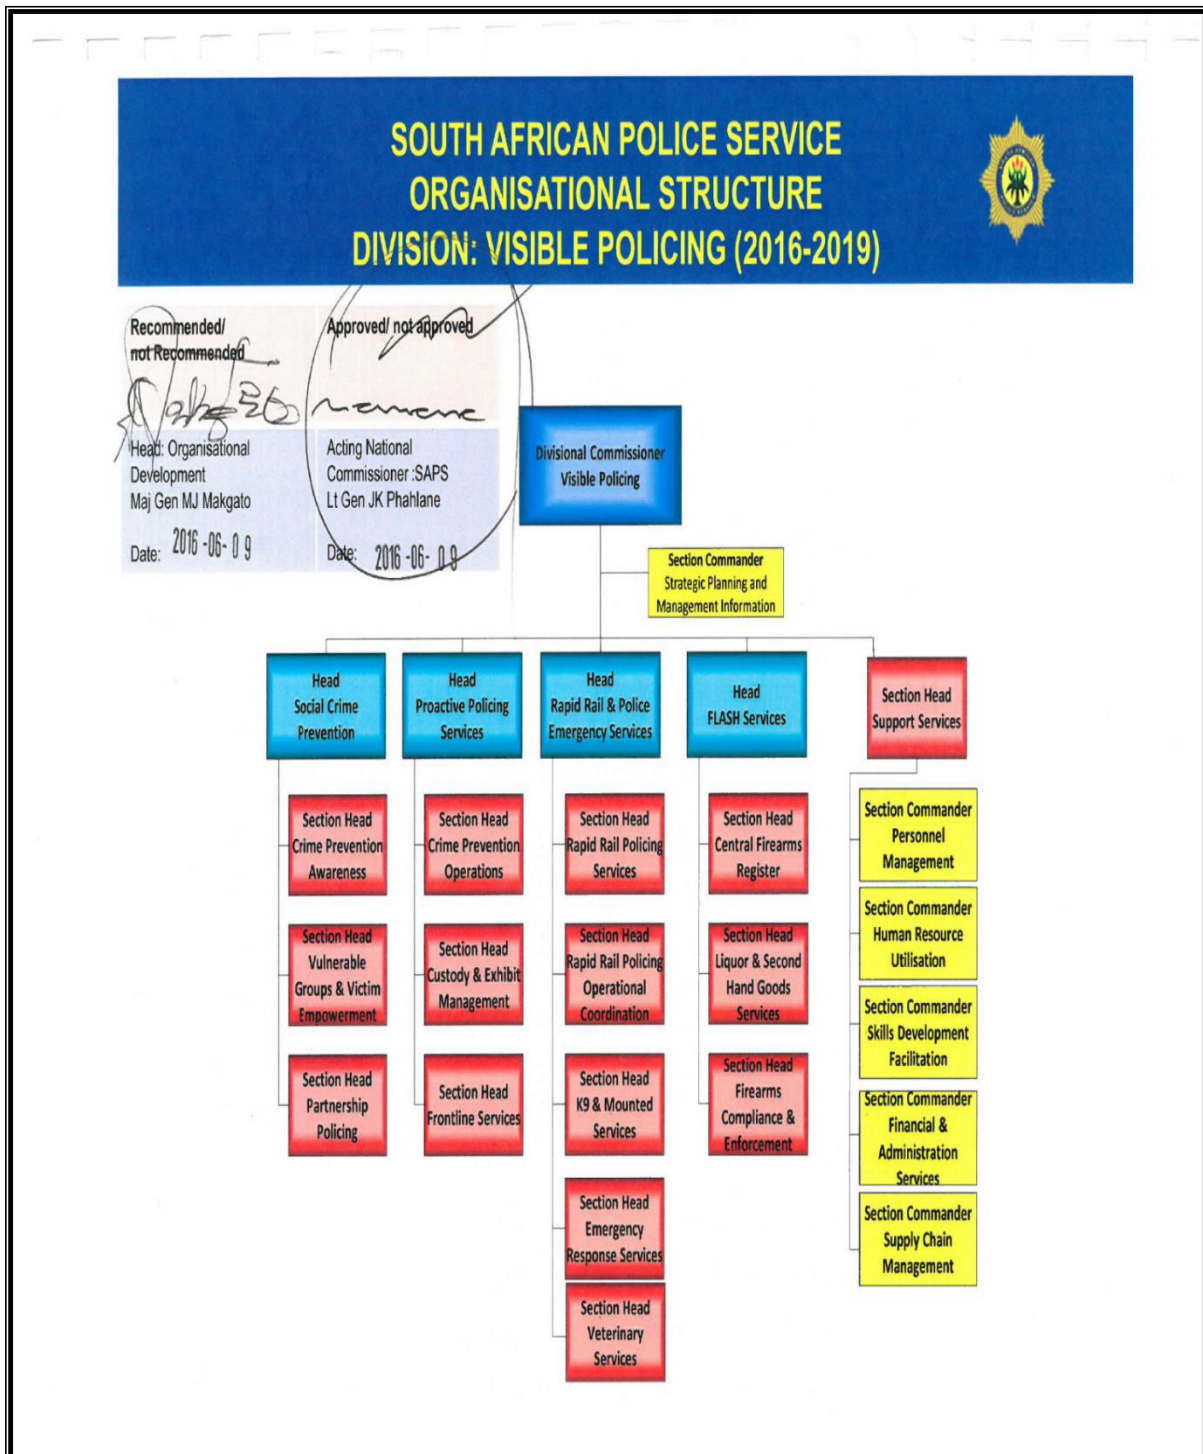 SOUTH AFRICAN POLICE SERVICE
ORGANISATIONAL STRUCTURE
DIVISION: VISIBLE POLICING (2016-2019)
Recommended/
not Recommended
Approved/ not approved
Head: Organisational
Development
Maj Gen MJ Makgato
Date: 2016-06-09
Acting National
Commissioner :SAPS
Lt Gen JK Phahlane
Date: 2016-06-09
Divisional Commissioner
Visible Policing
Section Commander
Strategic Planning and
Management Information
Head
Social Crime
Prevention
Head
Proactive Policing
Services
Head
Rapid Rail & Police
Emergency Services
Head
FLASH Services
Section Head
Support Services
Section Head
Crime Prevention
Awareness
Section Head
Vulnerable
Groups & Victim
Empowerment
Section Head
Partnership
Policing
Section Head
Crime Prevention
Operations
Section Head
Custody & Exhibit
Management
Section Head
Frontline Services
Section Head
Rapid Rail Policing
Services
Section Head
Rapid Rail Policing
Operational
Coordination
Section Head
K9 & Mounted
Services
Section Head
Emergency
Response Services
Section Head
Veterinary
Services
Section Head
Central Firearms
Register
Section Head
Liquor & Second
Hand Goods
Services
Section Head
Firearms
Compliance &
Enforcement
Section Commander
Personnel
Management
Section Commander
Human Resource
Utilisation
Section Commander
Skills Development
Facilitation
Section Commander
Financial &
Administration
Services
Section Commander
Supply Chain
Management